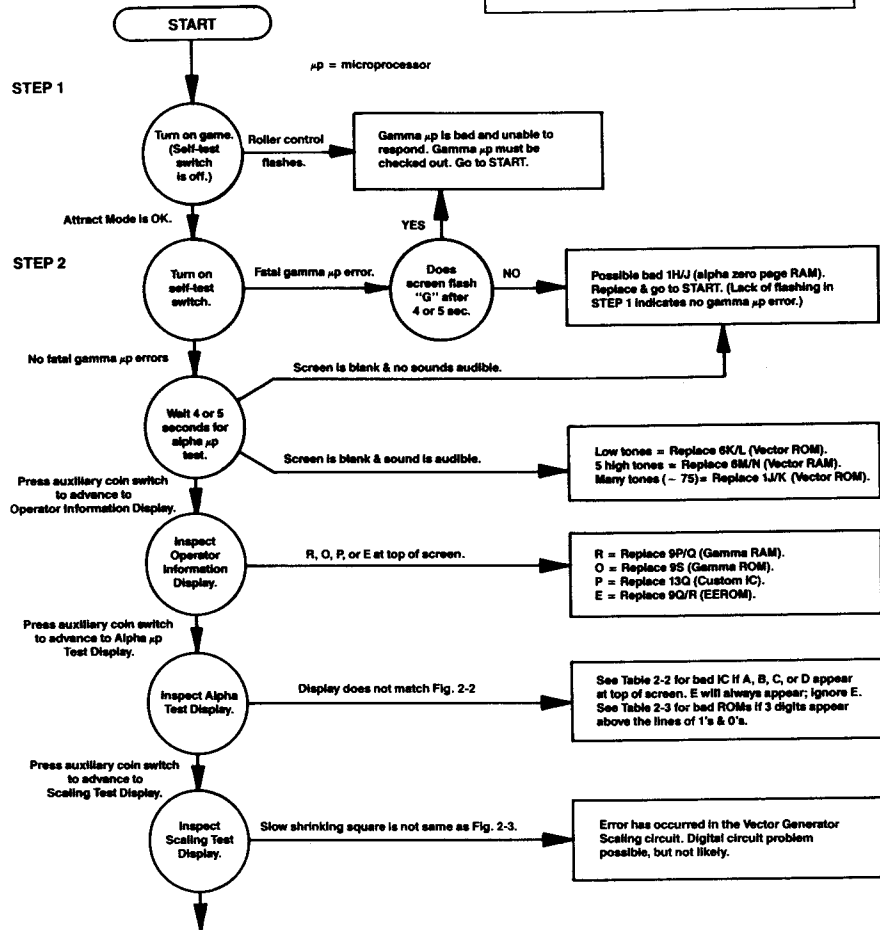 START
μp = microprocessor
STEP 1
Turn on game.
(Self-test
switch
is off.)
Roller control
flashes.
Gamma μp is bad and unable to
respond. Gamma μp must be
checked out. Go to START.
Attract Mode is OK.
YES
STEP 2
Turn on
self-test
switch.
Fatal gamma μp error.
Does
screen flash
"G" after
4 or 5 sec.
NO
Possible bad 1H/J (alpha zero page RAM).
Replace & go to START. (Lack of flashing in
STEP 1 indicates no gamma μp error.)
No fatal gamma μp errors
Screen is blank & no sounds audible.
Wait 4 or 5
seconds for
alpha μp
test.
Screen is blank & sound is audible.
Low tones = Replace 6K/L (Vector ROM).
5 high tones = Replace 6M/N (Vector RAM).
Many tones (~ 75)= Replace 1J/K (Vector ROM).
Press auxiliary coin switch
to advance to
Operator Information Display.
Inspect
Operator
Information
Display.
R, O, P, or E at top of screen.
R = Replace 9P/Q (Gamma RAM).
O = Replace 9S (Gamma ROM).
P = Replace 13Q (Custom IC).
E = Replace 9Q/R (EEROM).
Press auxiliary coin switch
to advance to Alpha μp
Test Display.
Inspect Alpha
Test Display.
Display does not match Fig. 2-2
See Table 2-2 for bad IC if A, B, C, or D appear
at top of screen. E will always appear; ignore E.
See Table 2-3 for bad ROMs if 3 digits appear
above the lines of 1's & 0's.
Press auxiliary coin switch
to advance to
Scaling Test Display.
Inspect
Scaling Test
Display.
Slow shrinking square is not same as Fig. 2-3.
Error has occurred in the Vector Generator
Scaling circuit. Digital circuit problem
possible, but not likely.